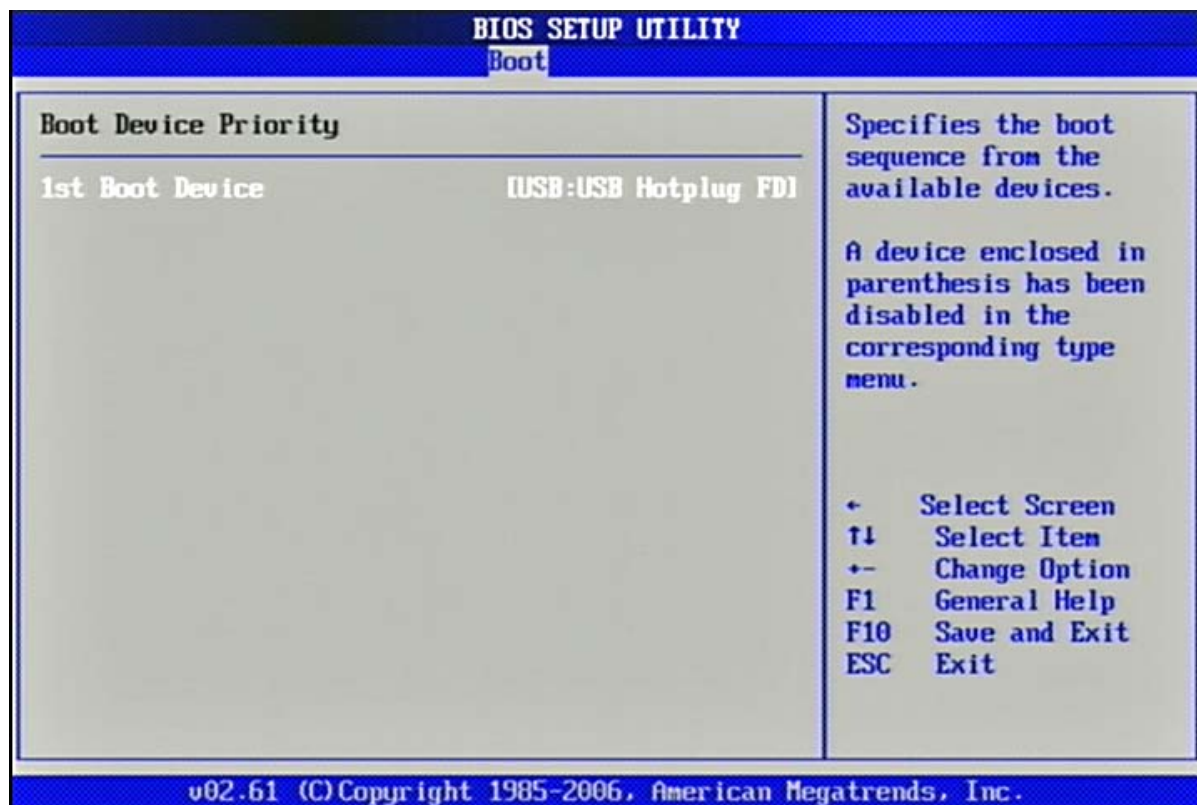 BIOS SETUP UTILITY
Boot
Boot Device Priority
1st Boot Device [USB:USB Hotplug FD]
Specifies the boot
sequence from the
available devices.
A device enclosed in
parenthesis has been
disabled in the
corresponding type
menu.
← Select Screen
↑↓ Select Item
+- Change Option
F1 General Help
F10 Save and Exit
ESC Exit
v02.61 (C)Copyright 1985-2006, American Megatrends, Inc.